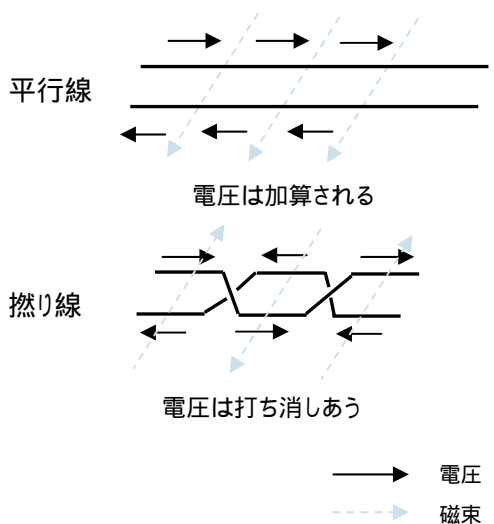 平行線
電圧は加算される
撚り線
電圧は打ち消しあう
電圧
磁束